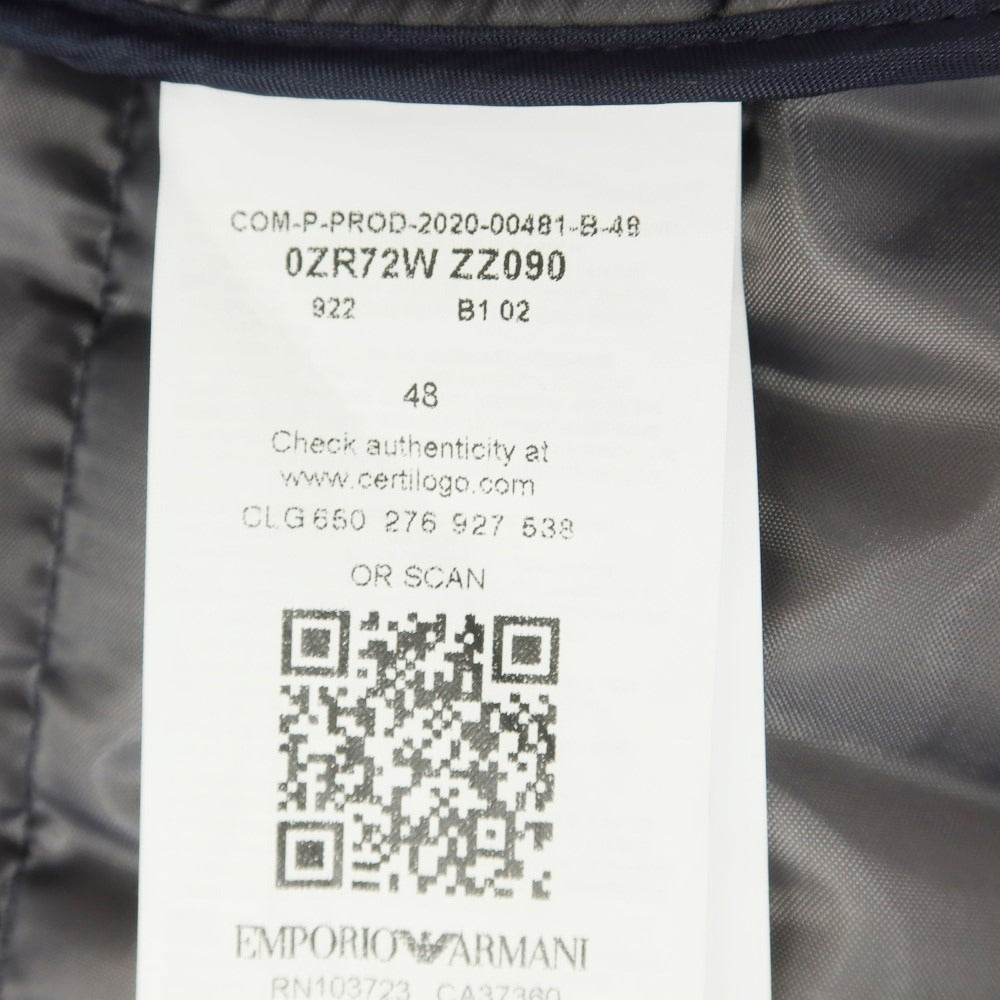 COM-P-PROD-2020-00481-B-48
0ZR72W ZZ090
922 B1 02
48
Check authenticity at
www.certilogo.com
CLG 650 276 927 538
OR SCAN
EMPORIO ARMANI
RN103723 CA37360